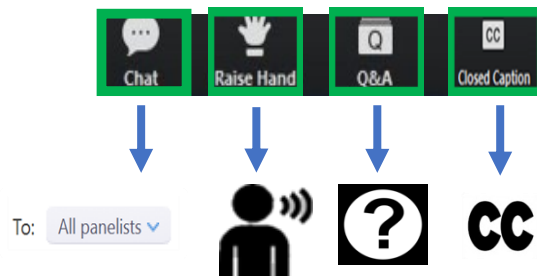 Chat Raise Hand Q&A Closed Caption
Q CC
To: All panelists
?
CC